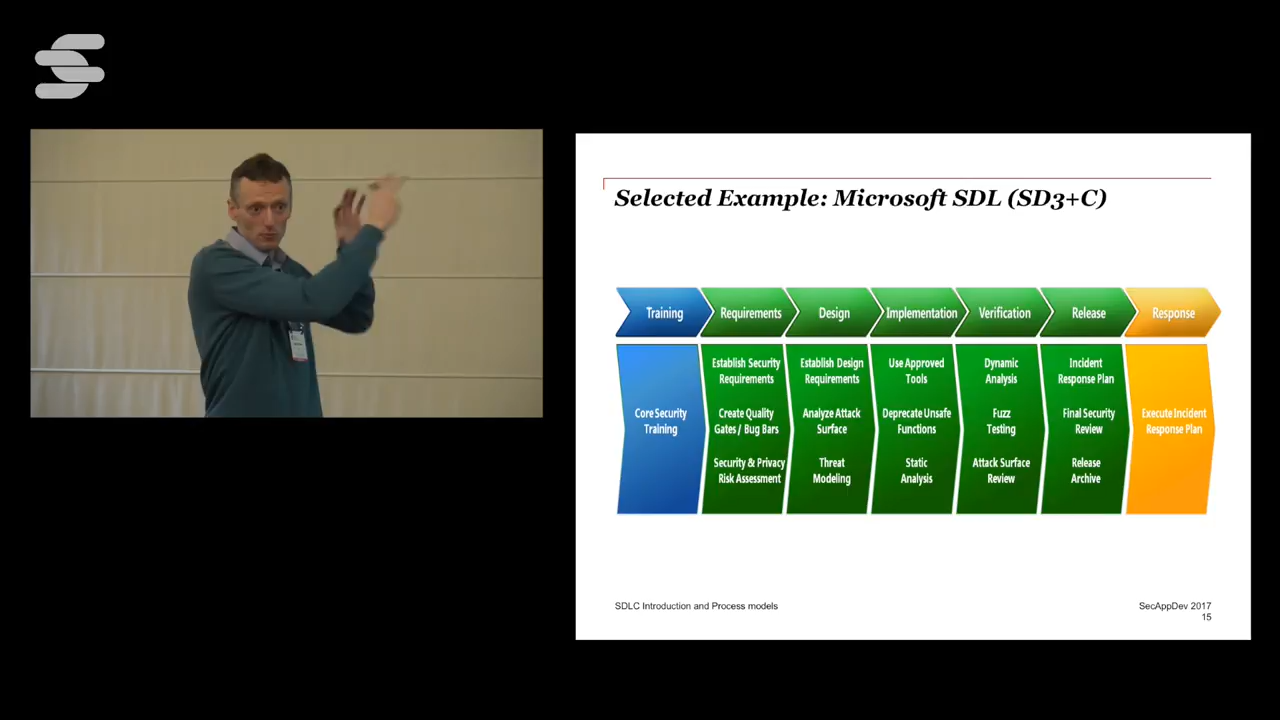 Selected Example: Microsoft SDL (SD3+C)
Training
Requirements
Design
Implementation
Verification
Release
Response
Core Security
Training
Establish Security
Requirements
Create Quality
Gates / Bug Bars
Security & Privacy
Risk Assessment
Establish Design
Requirements
Analyze Attack
Surface
Threat
Modeling
Use Approved
Tools
Deprecate Unsafe
Functions
Static
Analysis
Dynamic
Analysis
Fuzz
Testing
Attack Surface
Review
Incident
Response Plan
Final Security
Review
Release
Archive
Execute Incident
Response Plan
SDLC Introduction and Process models
SecAppDev 2017
15